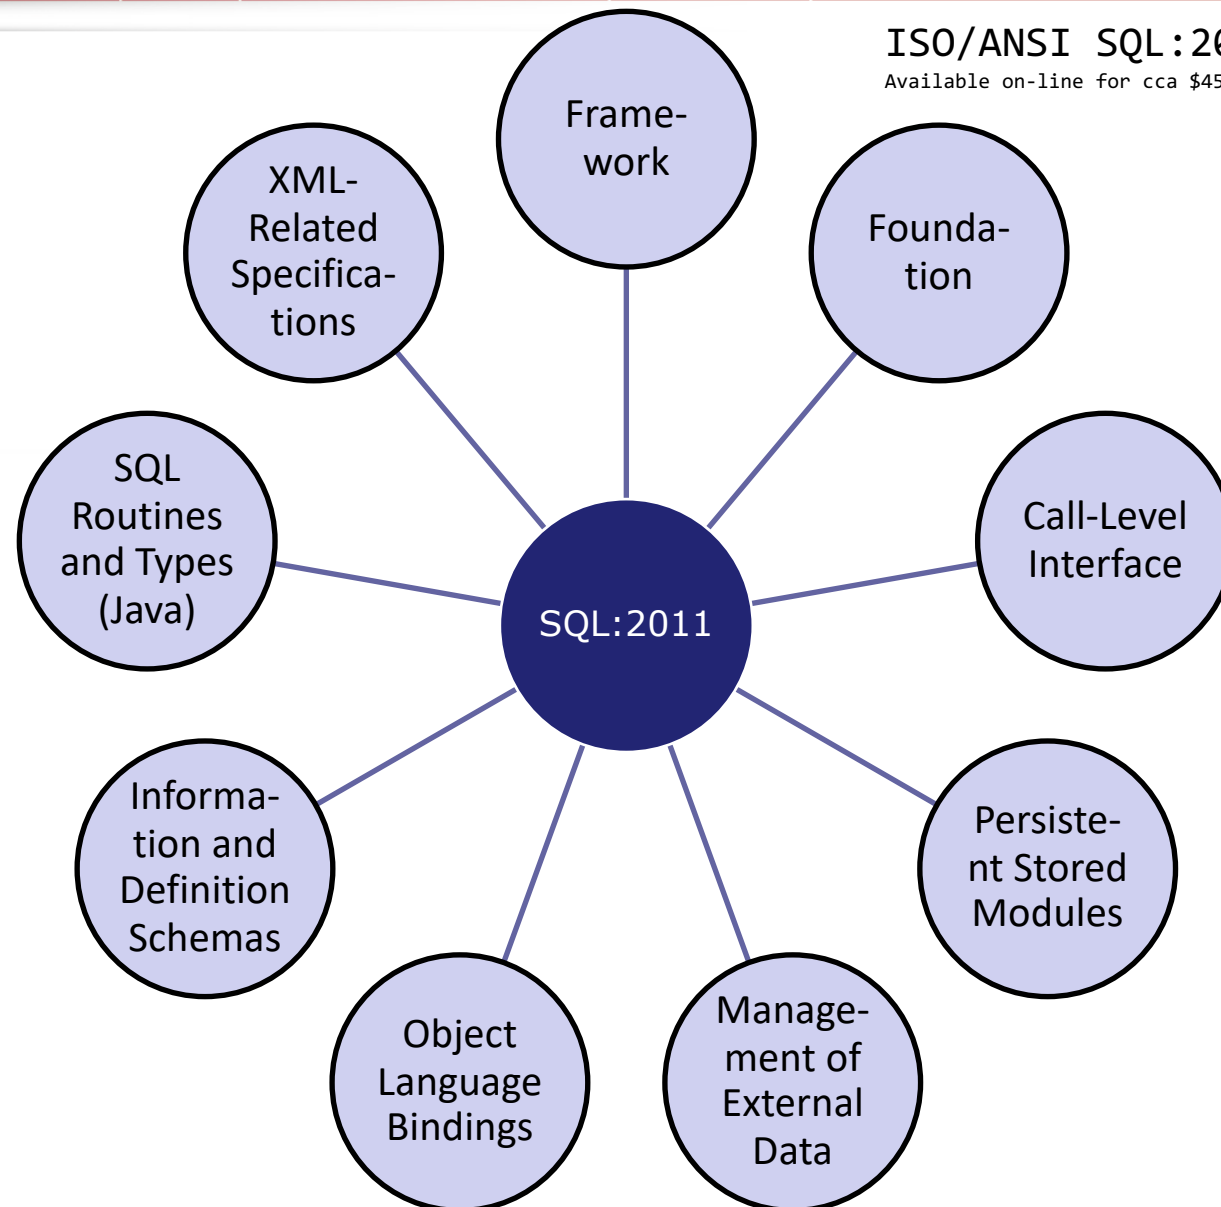 ISO/ANSI SQL:20
Available on-line for cca $45
Frame-
work
Founda-
tion
Call-Level
Interface
Persiste-
nt Stored
Modules
Manage-
ment of
External
Data
Object
Language
Bindings
Informa-
tion and
Definition
Schemas
SQL
Routines
and Types
(Java)
XML-
Related
Specifica-
tions
SQL:2011